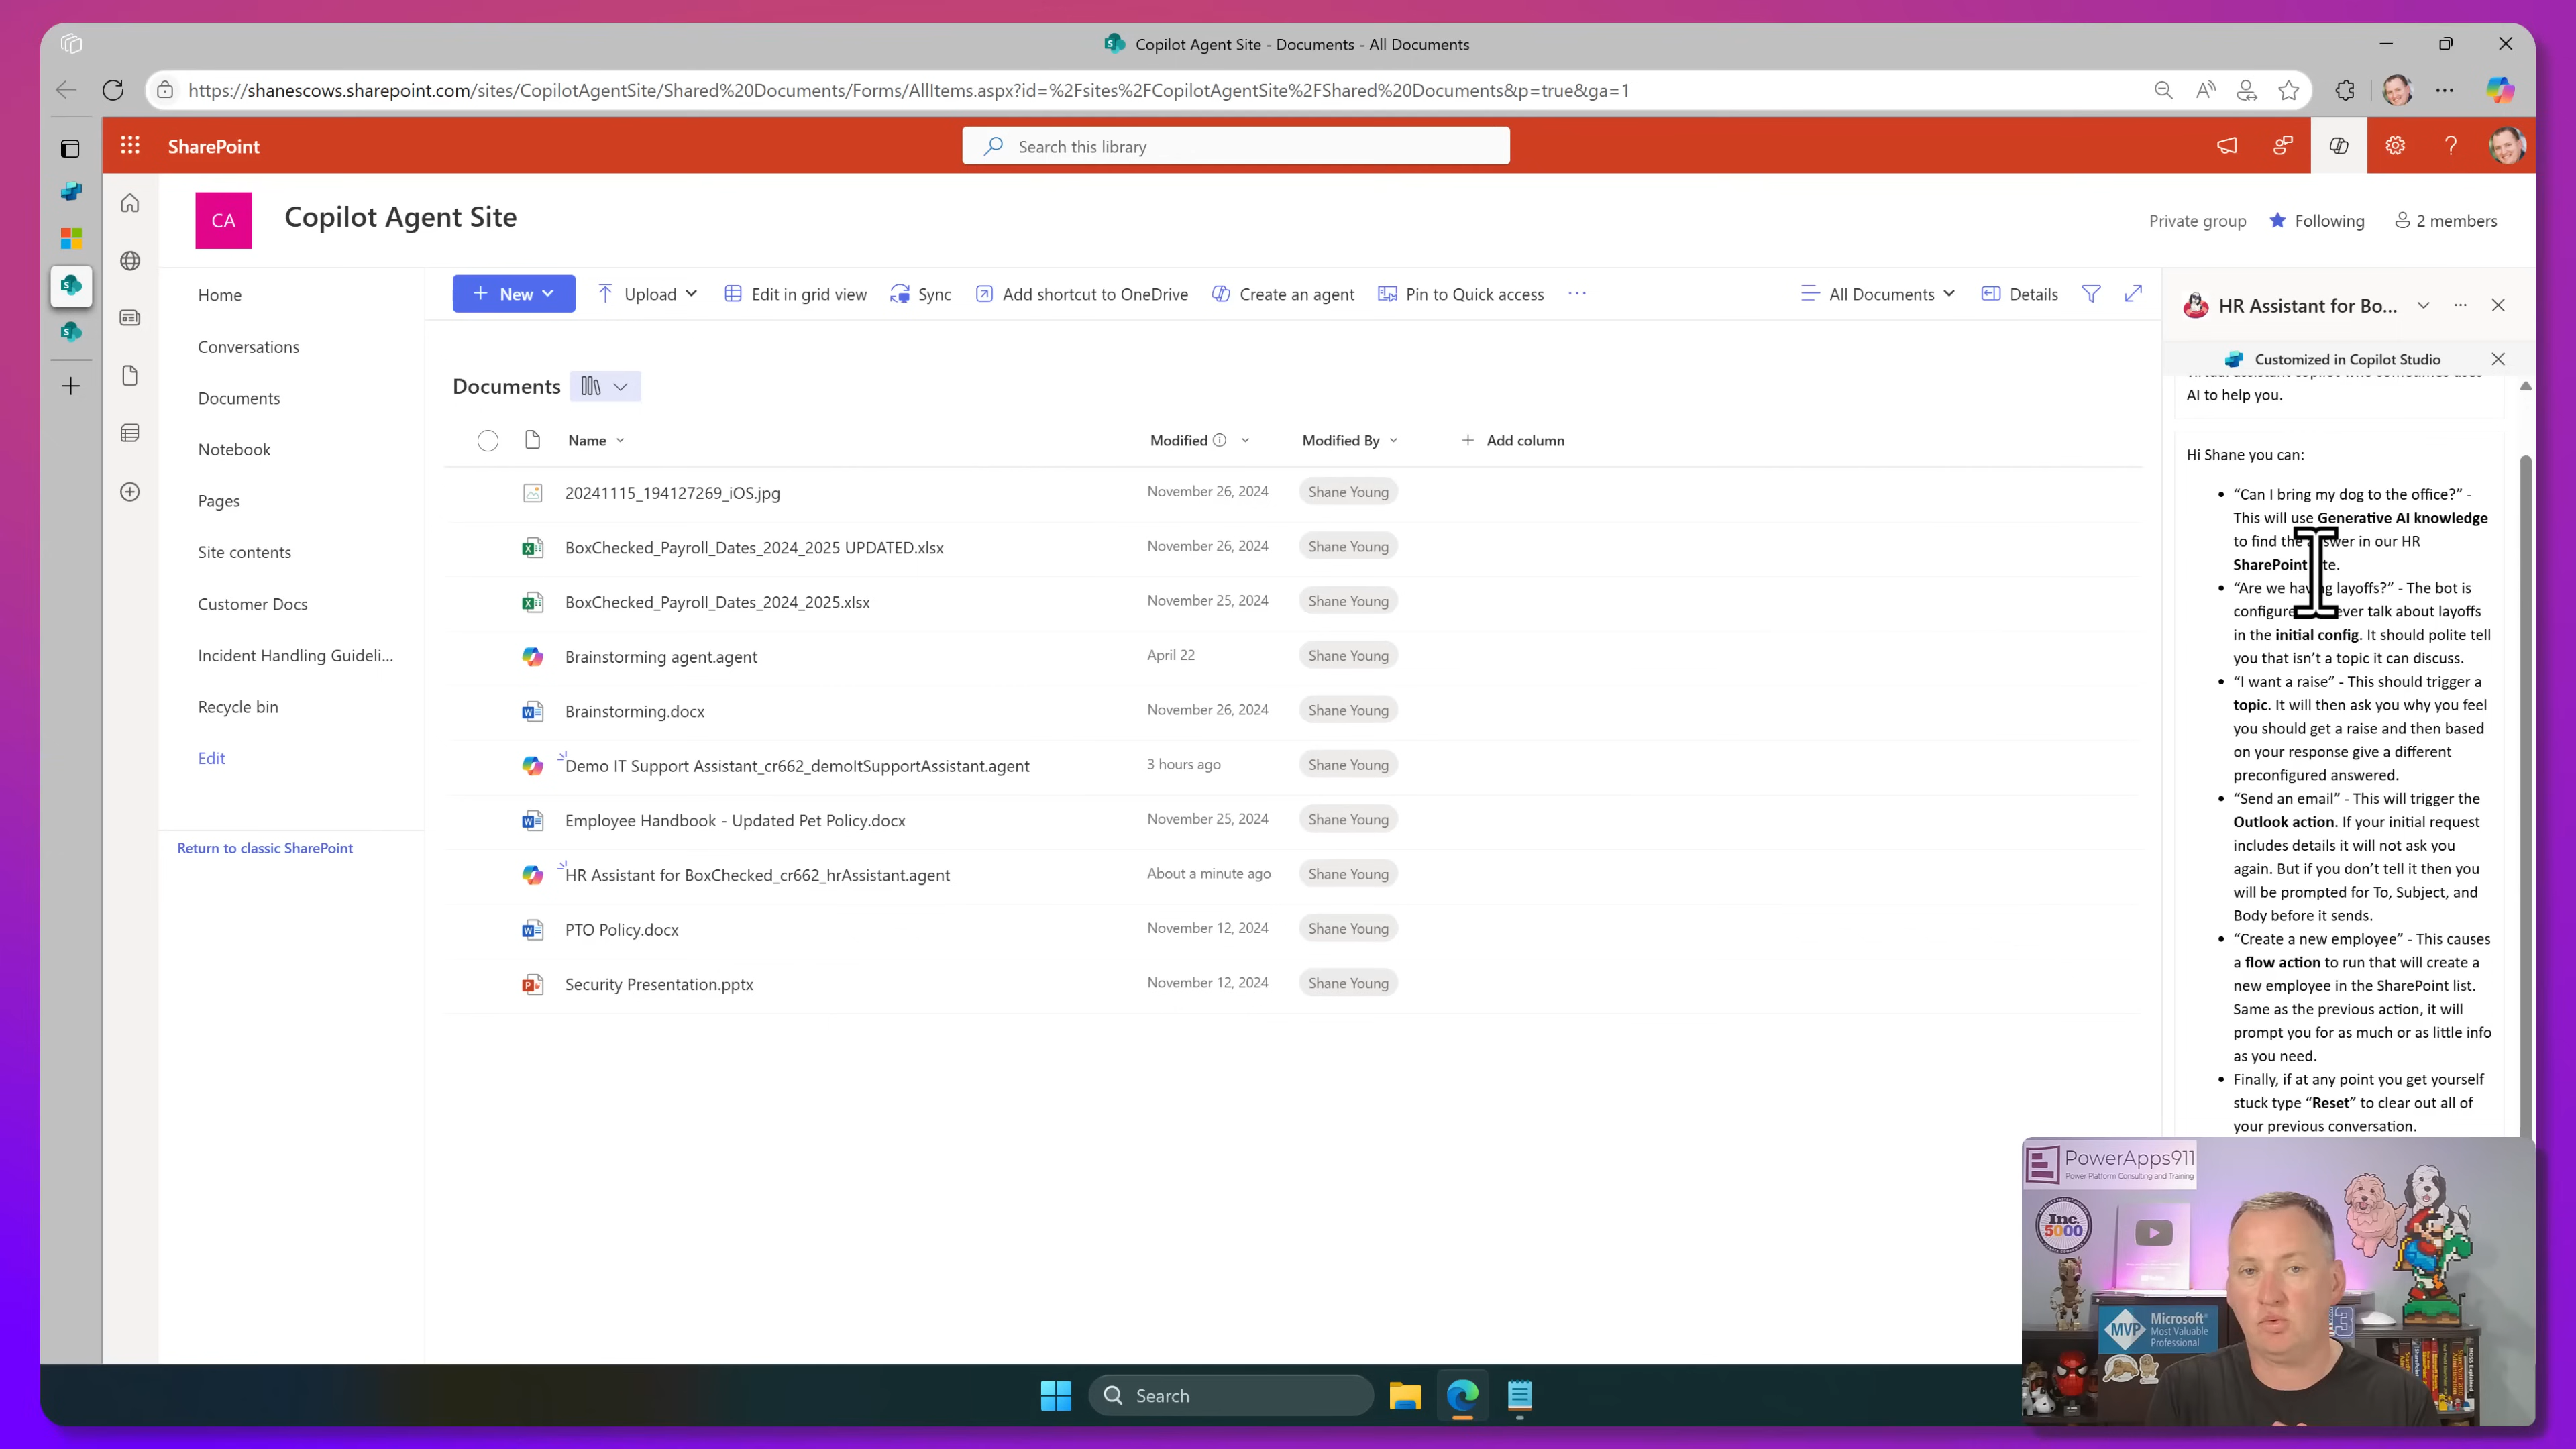 Copilot Agent Site - Documents - All Documents
https://shanescows.sharepoint.com/sites/CopilotAgentSite/Shared%20Documents/Forms/AllItems.aspx?id=%2Fsites%2FCopilotAgentSite%2FShared%20Documents&p=true&ga=1
SharePoint
Search this library
CA
Copilot Agent Site
Private group
Following
2 members
Home
Conversations
Documents
Notebook
Pages
Site contents
Customer Docs
Incident Handling Guideli...
Recycle bin
Edit
Return to classic SharePoint
New
Upload
Edit in grid view
Sync
Add shortcut to OneDrive
Create an agent
Pin to Quick access
All Documents
Details
Documents
Name
Modified
Modified By
Add column
20241115_194127269_iOS.jpg
November 26, 2024
Shane Young
BoxChecked_Payroll_Dates_2024_2025 UPDATED.xlsx
November 26, 2024
Shane Young
BoxChecked_Payroll_Dates_2024_2025.xlsx
November 25, 2024
Shane Young
Brainstorming agent.agent
April 22
Shane Young
Brainstorming.docx
November 26, 2024
Shane Young
Demo IT Support Assistant_cr662_demoItSupportAssistant.agent
3 hours ago
Shane Young
Employee Handbook - Updated Pet Policy.docx
November 25, 2024
Shane Young
HR Assistant for BoxChecked_cr662_hrAssistant.agent
About a minute ago
Shane Young
PTO Policy.docx
November 12, 2024
Shane Young
Security Presentation.pptx
November 12, 2024
Shane Young
HR Assistant for Bo...
Customized in Copilot Studio
AI to help you.
Hi Shane you can:
• “Can I bring my dog to the office?” -
This will use Generative AI knowledge
to find the in our HR
SharePoint
• “Are we having layoffs?” - The bot is
talk about layoffs
in the initial config. It should polite tell
you that isn’t a topic it can discuss.
• “I want a raise” - This should trigger a
topic. It will then ask you why you feel
you should get a raise and then based
on your response give a different
preconfigured answered.
• “Send an email” - This will trigger the
Outlook action. If your initial request
includes details it will not ask you
again. But if you don’t tell it then you
will be prompted for To, Subject, and
Body before it sends.
• “Create a new employee” - This causes
a flow action to run that will create a
new employee in the SharePoint list.
Same as the previous action, it will
prompt you for as much or as little info
as you need.
• Finally, if at any point you get yourself
stuck type “Reset” to clear out all of
your previous conversation.
PowerApps911
Power Platform Consulting and Training
Inc.
5000
MVP
Microsoft
Most Valuable
Professional
Search